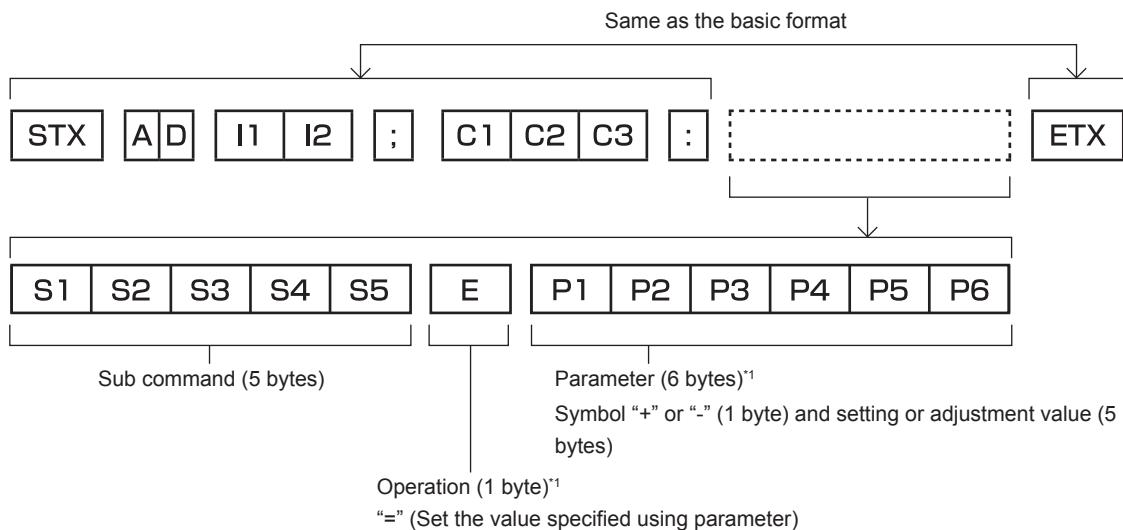 Same as the basic format
STX A D I1 I2 ; C1 C2 C3 : ETX
S1 S2 S3 S4 S5 E P1 P2 P3 P4 P5 P6
Sub command (5 bytes)
Parameter (6 bytes)*1
Symbol “+” or “-” (1 byte) and setting or adjustment value (5
bytes)
Operation (1 byte)*1
“=” (Set the value specified using parameter)